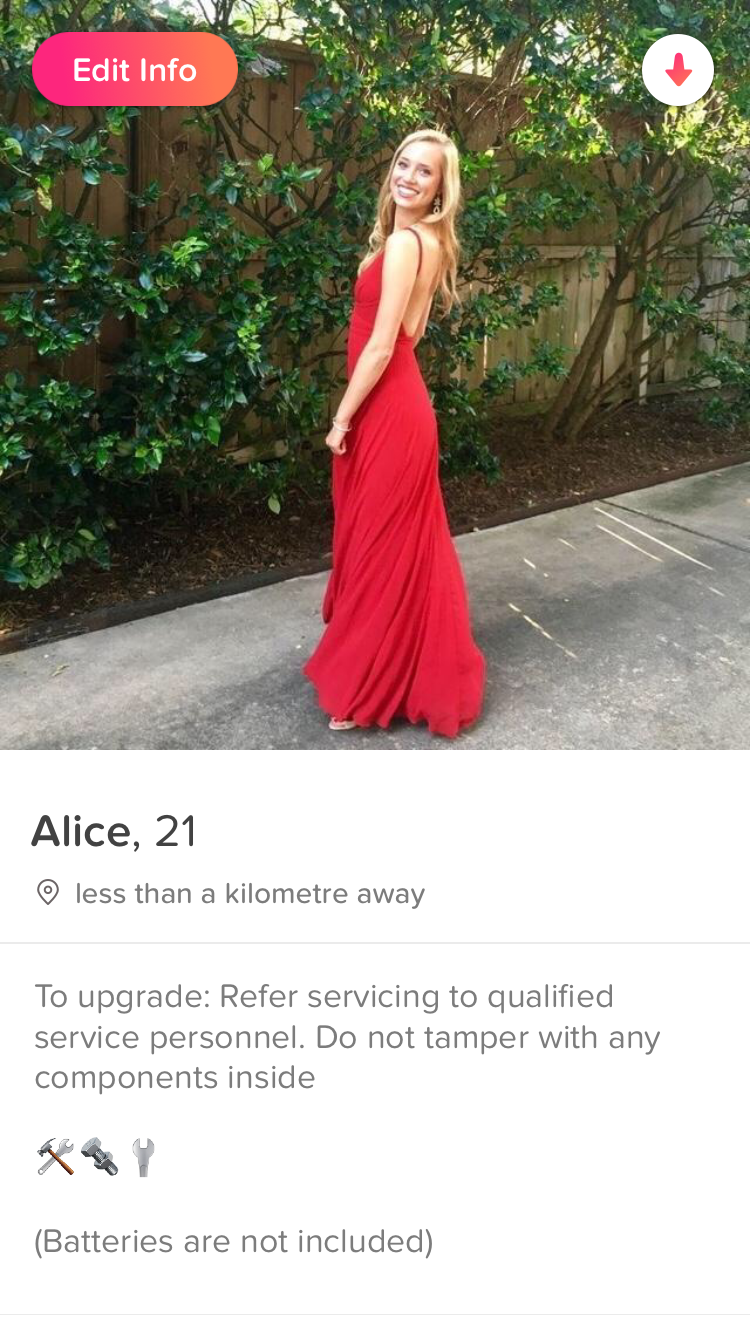 Edit Info
Alice, 21
less than a kilometre away
To upgrade: Refer servicing to qualified
service personnel. Do not tamper with any
components inside
(Batteries are not included)